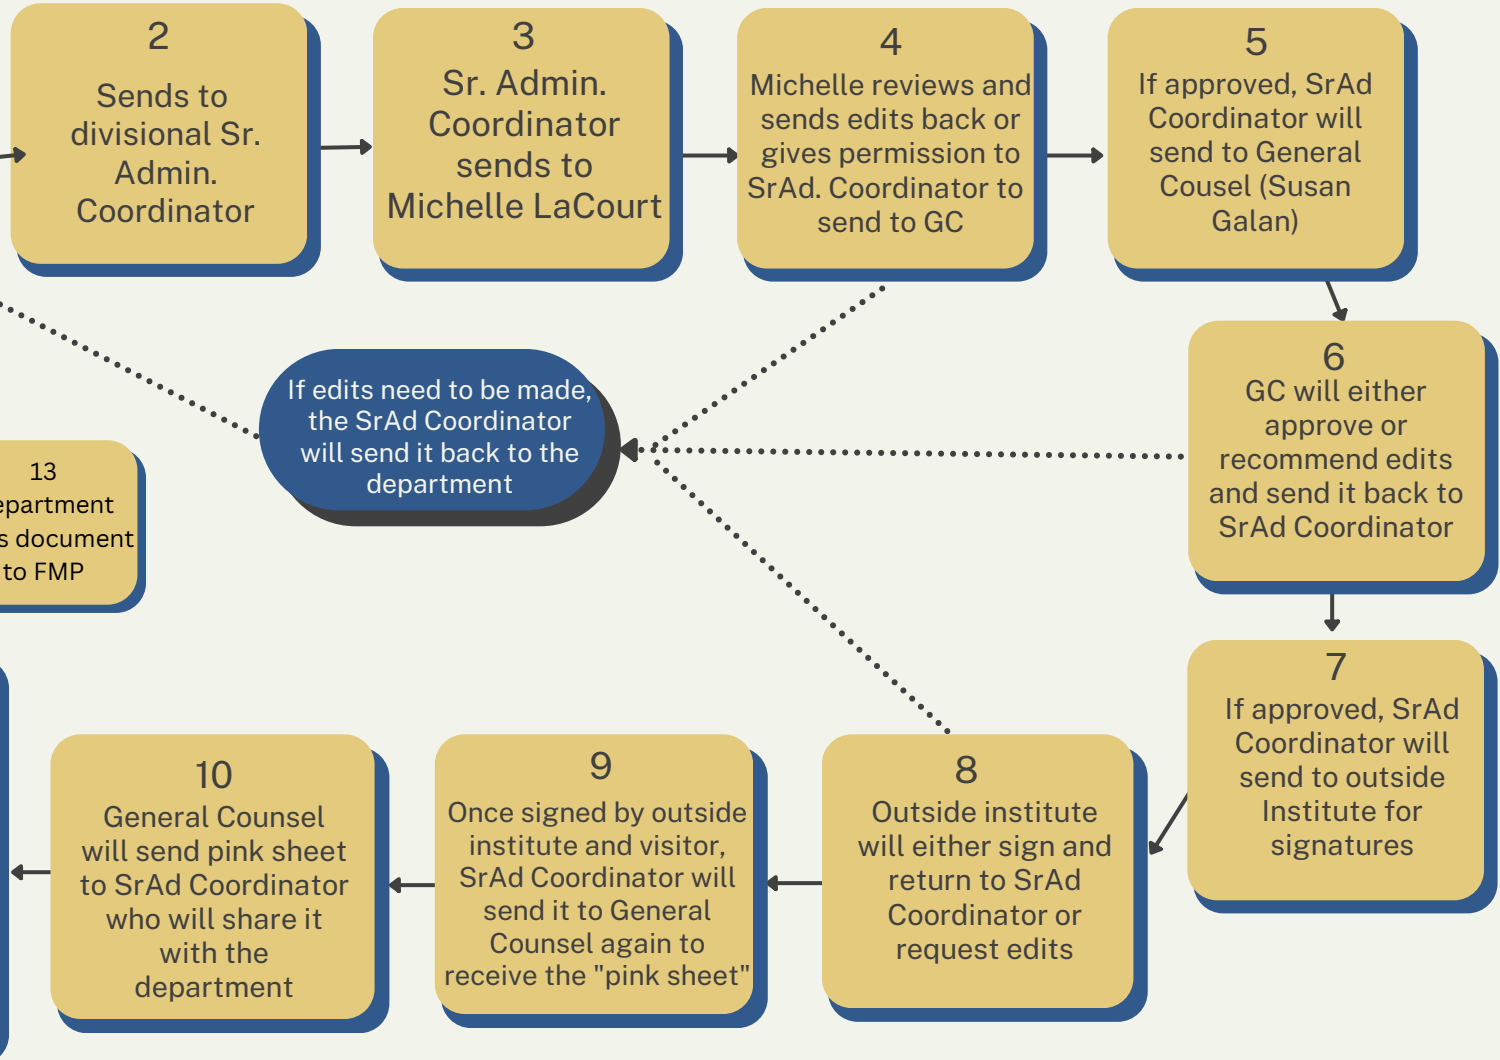 2
Sends to
divisional Sr.
Admin.
Coordinator
3
Sr. Admin.
Coordinator
sends to
Michelle LaCourt
4
Michelle reviews and
sends edits back or
gives permission to
SrAd. Coordinator to
send to GC
5
If approved, SrAd
Coordinator will
send to General
Cousel (Susan
Galan)
6
GC will either
approve or
recommend edits
and send it back to
SrAd Coordinator
If edits need to be made,
the SrAd Coordinator
will send it back to the
department
13
epartment
s document
to FMP
7
If approved, SrAd
Coordinator will
send to outside
Institute for
signatures
8
Outside institute
will either sign and
return to SrAd
Coordinator or
request edits
9
Once signed by outside
institute and visitor,
SrAd Coordinator will
send it to General
Counsel again to
receive the "pink sheet"
10
General Counsel
will send pink sheet
to SrAd Coordinator
who will share it
with the
department